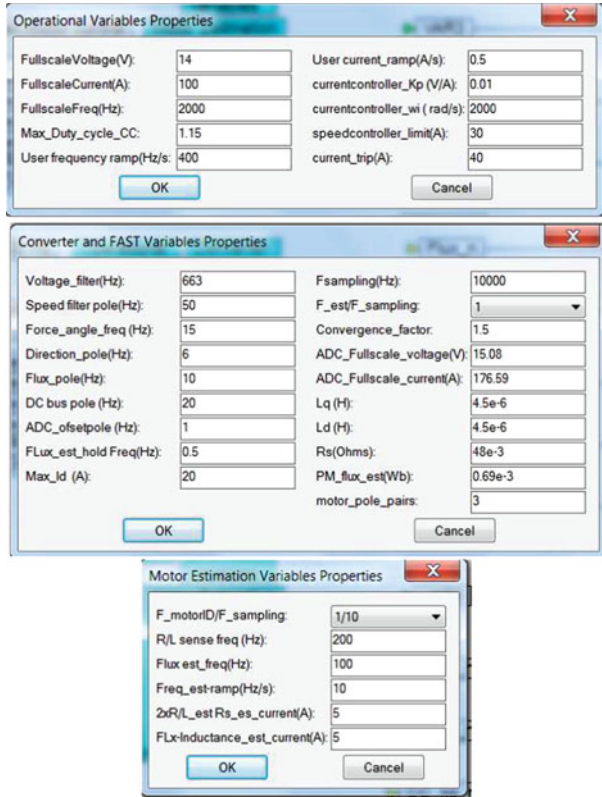 Operational Variables Properties
FullscaleVoltage(V): 14 User current_ramp(A/s): 0.5
FullscaleCurrent(A): 100 currentcontroller_Kp (V/A): 0.01
FullscaleFreq(Hz): 2000 currentcontroller_wi ( rad/s): 2000
Max_Duty_cycle_CC: 1.15 speedcontroller_limit(A): 30
User frequency ramp(Hz/s: 400 current_trip(A): 40
OK Cancel
Converter and FAST Variables Properties
Voltage_filter(Hz): 663 Fsampling(Hz): 10000
Speed filter pole(Hz): 50 F_est/F_sampling: 1
Force_angle_freq (Hz): 15 Convergence_factor: 1.5
Direction_pole(Hz): 6 ADC_Fullscale_voltage(V): 15.08
Flux_pole(Hz): 10 ADC_Fullscale_current(A): 176.59
DC bus pole (Hz): 20 Lq (H): 4.5e-6
ADC_ofsetpole (Hz): 1 Ld (H): 4.5e-6
FLux_est_hold Freq(Hz): 0.5 Rs(Ohms): 48e-3
Max_Id (A): 20 PM_flux_est(Wb): 0.69e-3
motor_pole_pairs: 3
OK Cancel
Motor Estimation Variables Properties
F_motorID/F_sampling: 1/10
R/L sense freq (Hz): 200
Flux est_freq(Hz): 100
Freq_est-ramp(Hz/s): 10
2xR/L_est Rs_es_current(A): 5
FLx-Inductance_est_current(A): 5
OK Cancel